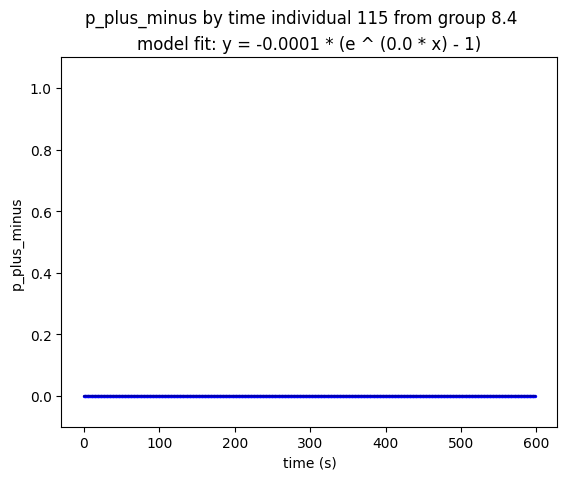 p_plus_minus by time individual 115 from group 8.4
model fit: y = -0.0001 * (e ^ (0.0 * x) - 1)
1.0
0.8
0.6
0.4
0.2
0.0
p_plus_minus
0 100 200 300 400 500 600
time (s)